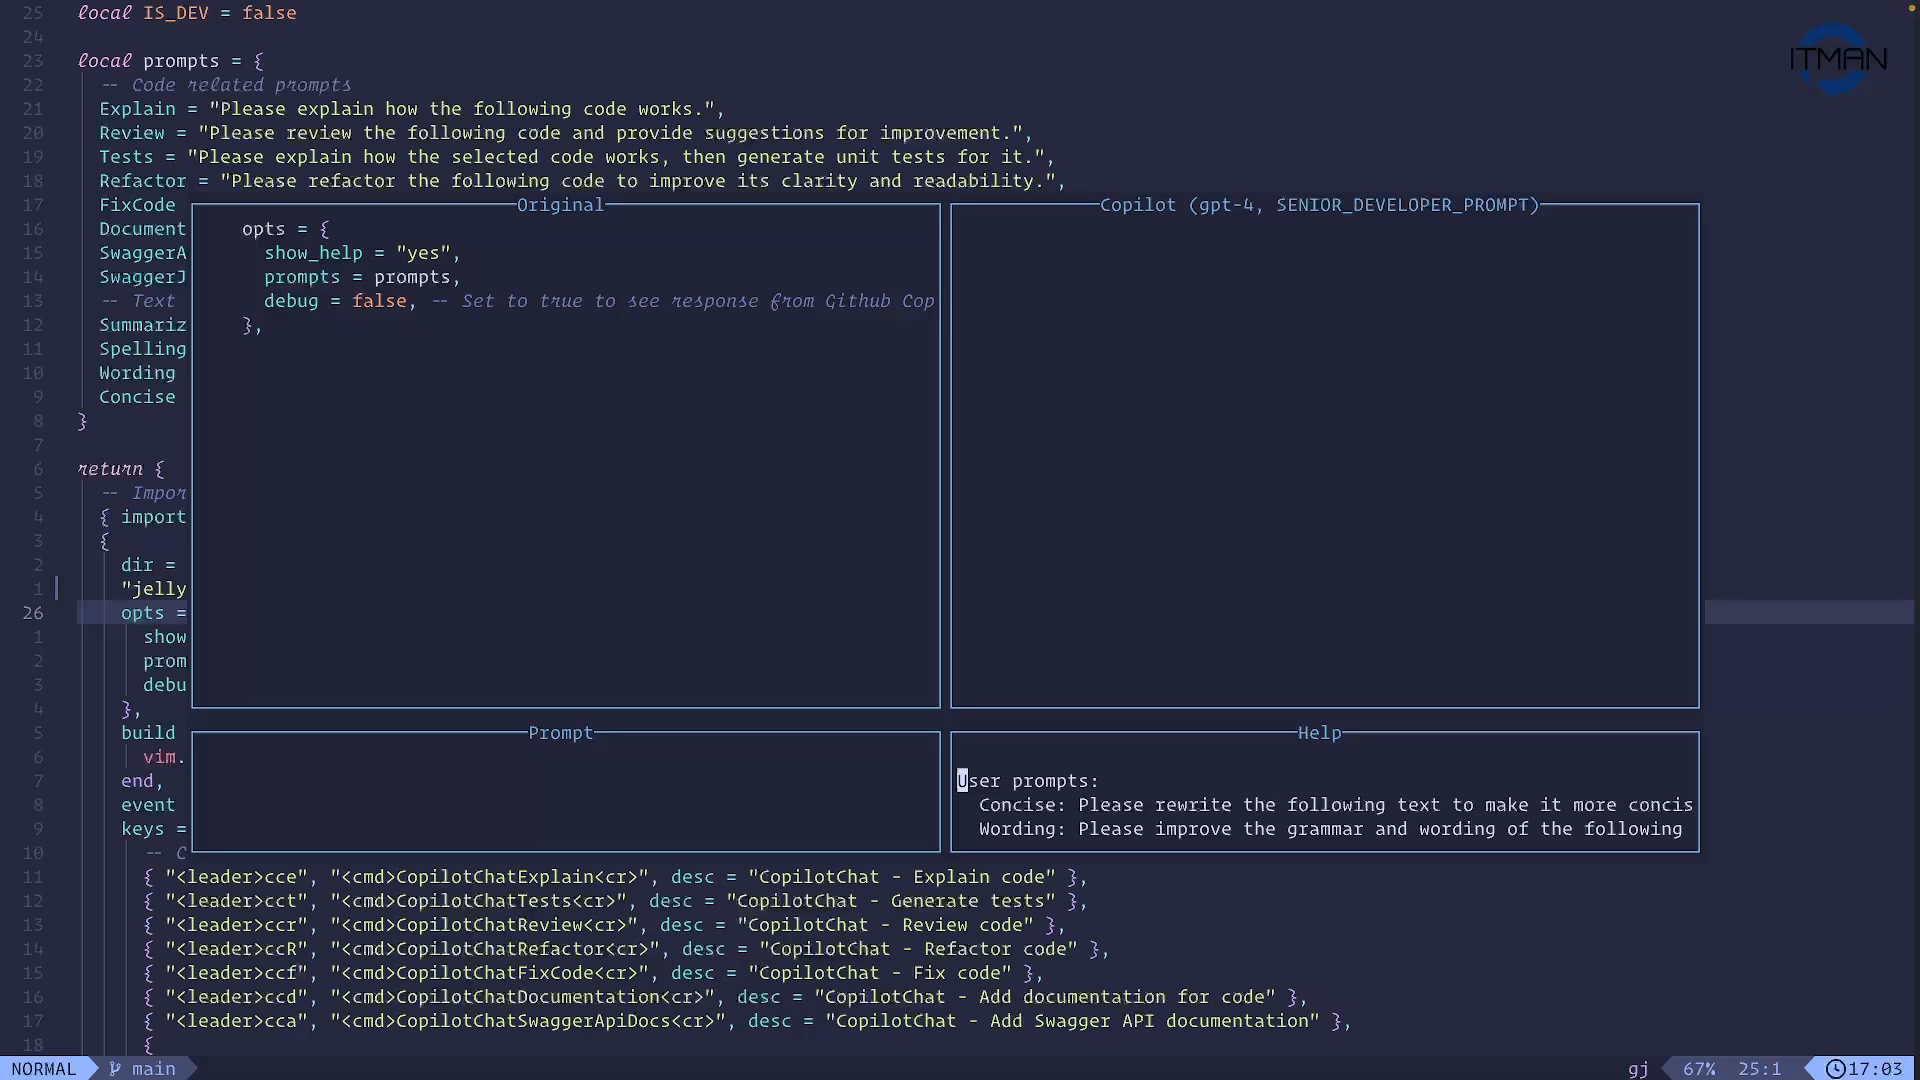 25 local IS_DEV = false
24
23 local prompts = {
22 -- Code related prompts
21 Explain = "Please explain how the following code works.",
20 Review = "Please review the following code and provide suggestions for improvement.",
19 Tests = "Please explain how the selected code works, then generate unit tests for it.",
18 Refactor = "Please refactor the following code to improve its clarity and readability.",
17 FixCode
16 Document
15 SwaggerA
14 SwaggerJ
13 -- Text
12 Summariz
11 Spelling
10 Wording
9 Concise
8 }
7
6 return {
5 -- Impor
4 { import
3 {
2 dir =
1 "jelly
26 opts =
1 show
2 prom
3 debu
4 },
5 build
6 vim.
7 end,
8 event
9 keys =
10 -- C
Original
opts = {
show_help = "yes",
prompts = prompts,
debug = false, -- Set to true to see response from Github Cop
},
Copilot (gpt-4, SENIOR_DEVELOPER_PROMPT)
Prompt
Help
User prompts:
Concise: Please rewrite the following text to make it more concis
Wording: Please improve the grammar and wording of the following
11 { "<leader>cce", "<cmd>CopilotChatExplain<cr>", desc = "CopilotChat - Explain code" },
12 { "<leader>cct", "<cmd>CopilotChatTests<cr>", desc = "CopilotChat - Generate tests" },
13 { "<leader>ccr", "<cmd>CopilotChatReview<cr>", desc = "CopilotChat - Review code" },
14 { "<leader>ccR", "<cmd>CopilotChatRefactor<cr>", desc = "CopilotChat - Refactor code" },
15 { "<leader>ccf", "<cmd>CopilotChatFixCode<cr>", desc = "CopilotChat - Fix code" },
16 { "<leader>ccd", "<cmd>CopilotChatDocumentation<cr>", desc = "CopilotChat - Add documentation for code" },
17 { "<leader>cca", "<cmd>CopilotChatSwaggerApiDocs<cr>", desc = "CopilotChat - Add Swagger API documentation" },
18 {
NORMAL main gj 67% 25:1 17:03
ITMAN